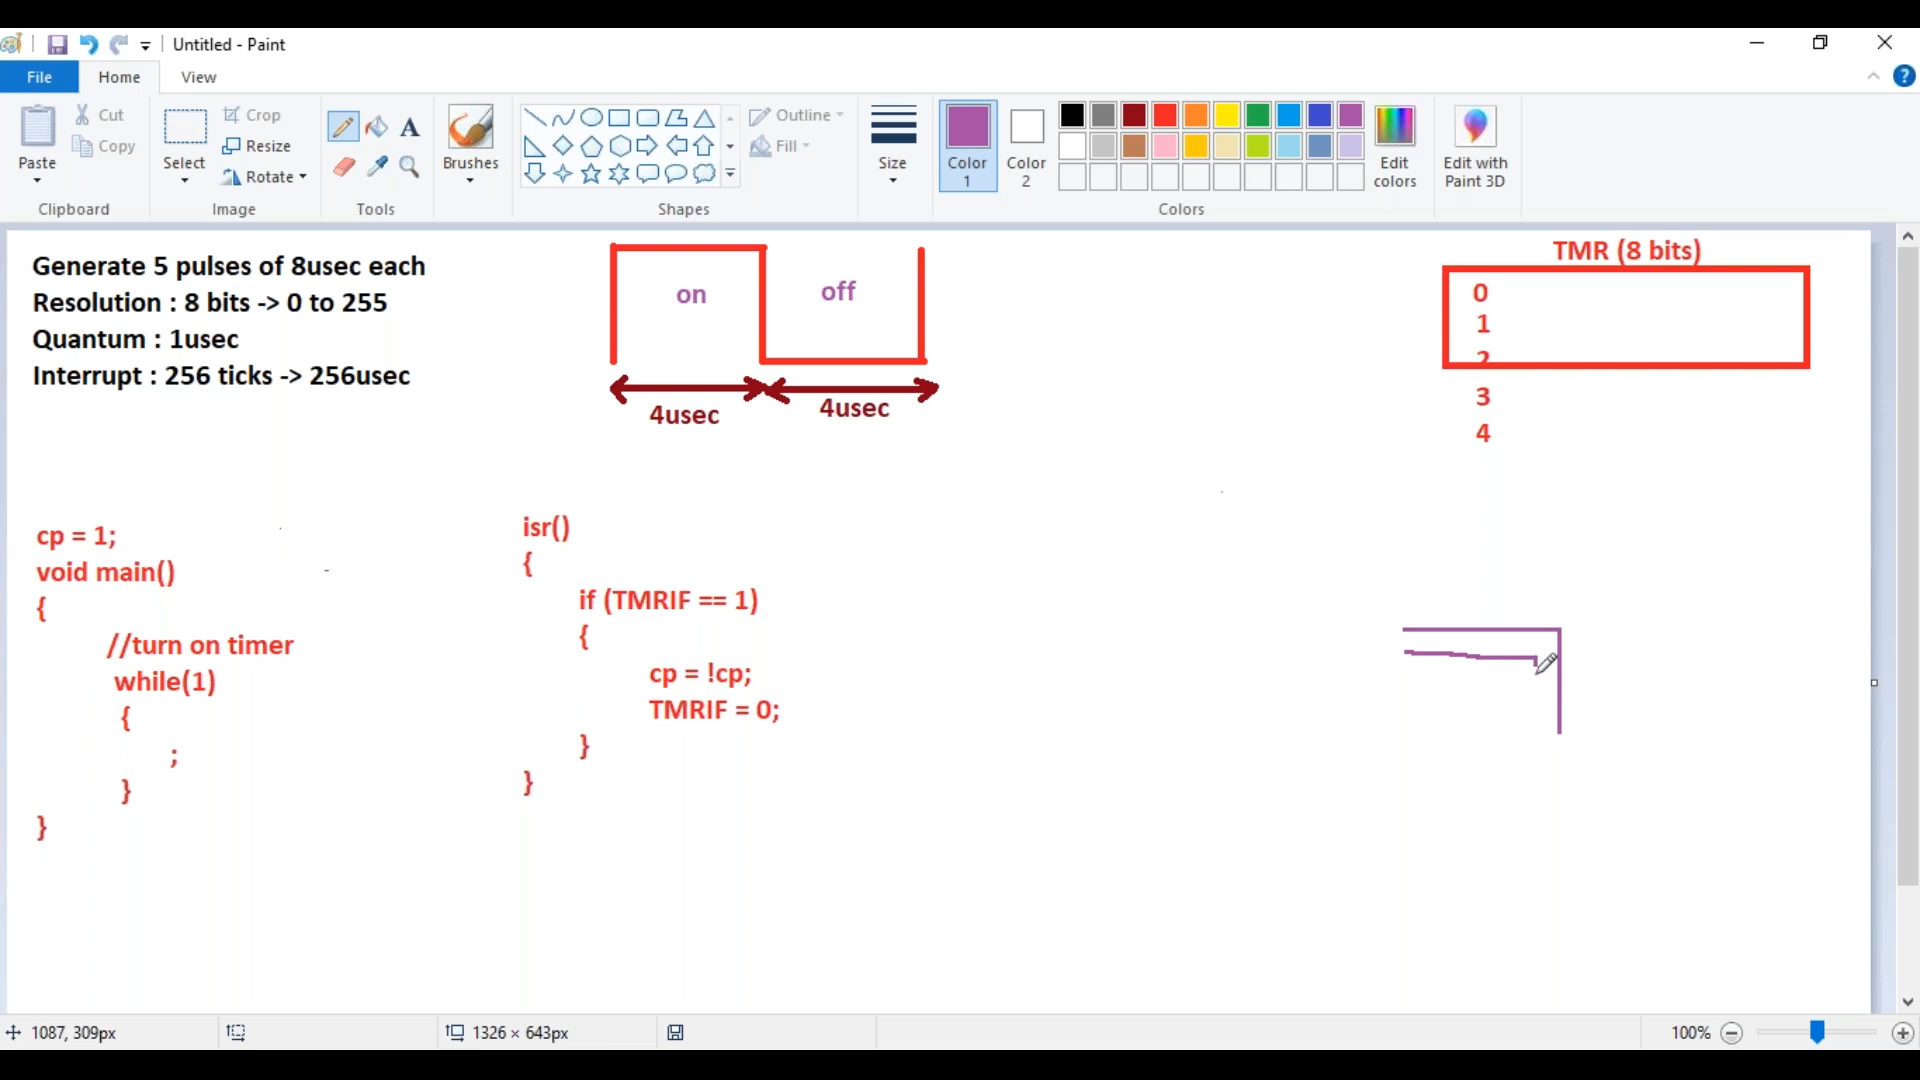 Untitled - Paint
File
Home
View
Paste
Cut
Copy
Clipboard
Select
Crop
Resize
Rotate
Image
A
Tools
Brushes
Shapes
Outline
Fill
Size
Color 1
Color 2
Edit colors
Edit with Paint 3D
Colors
?
Generate 5 pulses of 8usec each
Resolution : 8 bits -> 0 to 255
Quantum : 1usec
Interrupt : 256 ticks -> 256usec
on
off
4usec
4usec
TMR (8 bits)
0
1
2
3
4
cp = 1;
void main()
{
//turn on timer
while(1)
{
;
}
}
isr()
{
if (TMRIF == 1)
{
cp = !cp;
TMRIF = 0;
}
}
1087, 309px
1326 × 643px
100%